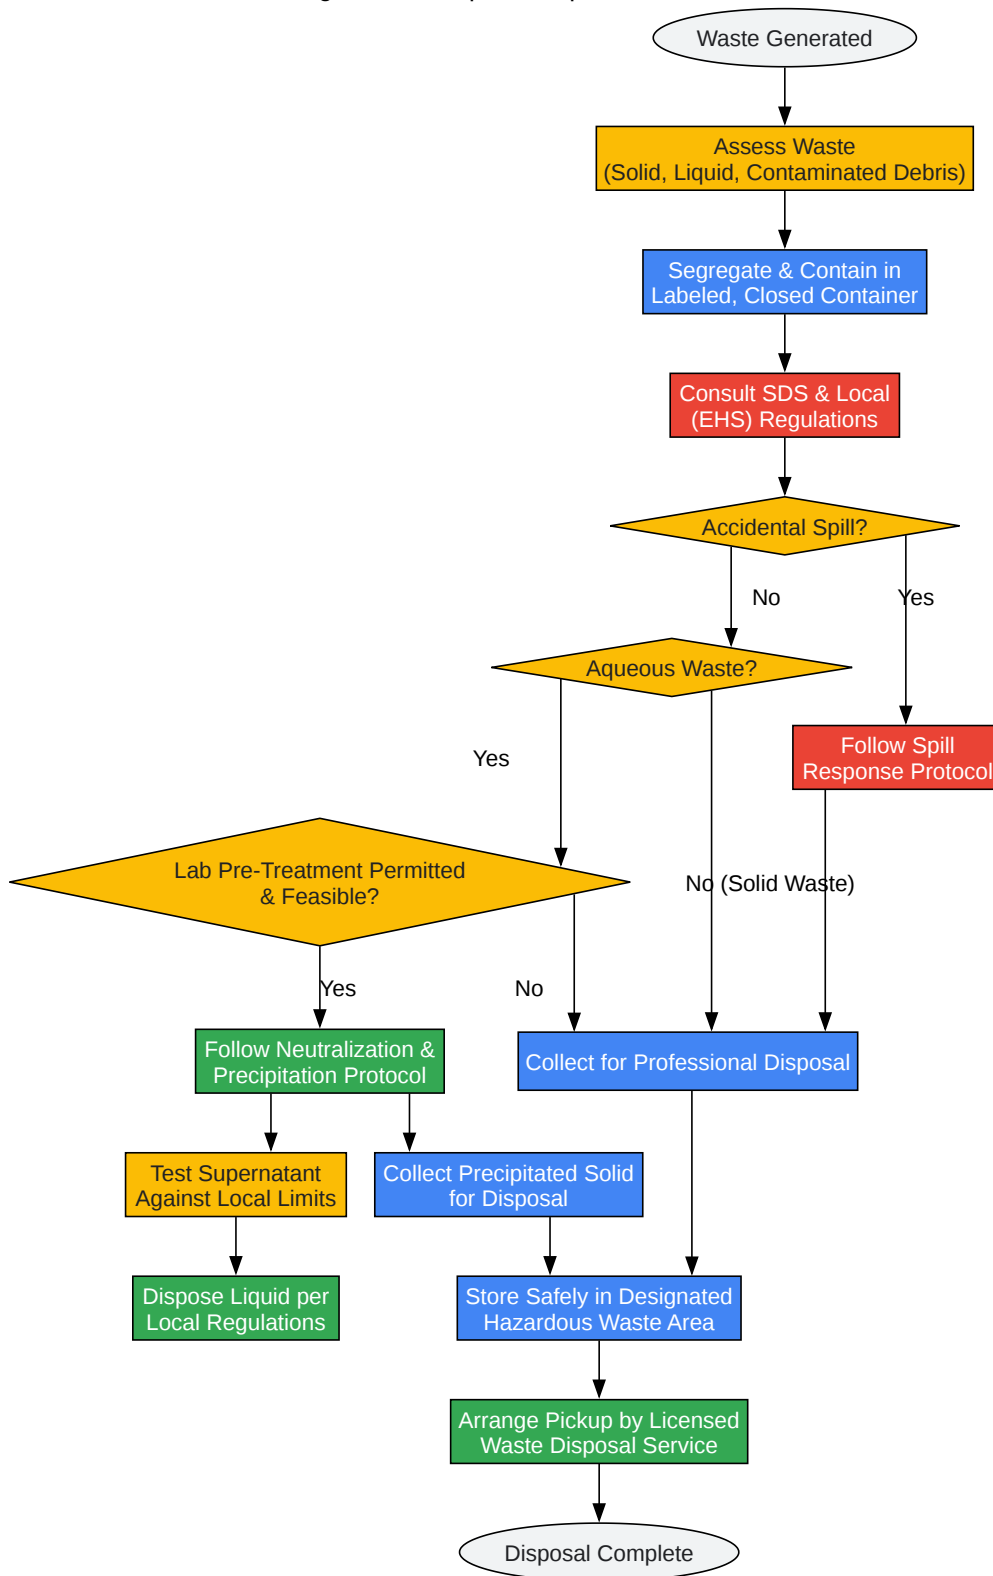 Waste Generated
Assess Waste
(Solid, Liquid, Contaminated Debris)
Segregate & Contain in
Labeled, Closed Container
Consult SDS & Local
(EHS) Regulations
Accidental Spill?
No
Yes
Aqueous Waste?
Follow Spill
Response Protocol
Yes
Lab Pre-Treatment Permitted
& Feasible?
No (Solid Waste)
Yes
No
Follow Neutralization &
Precipitation Protocol
Collect for Professional Disposal
Test Supernatant
Against Local Limits
Collect Precipitated Solid
for Disposal
Dispose Liquid per
Local Regulations
Store Safely in Designated
Hazardous Waste Area
Arrange Pickup by Licensed
Waste Disposal Service
Disposal Complete